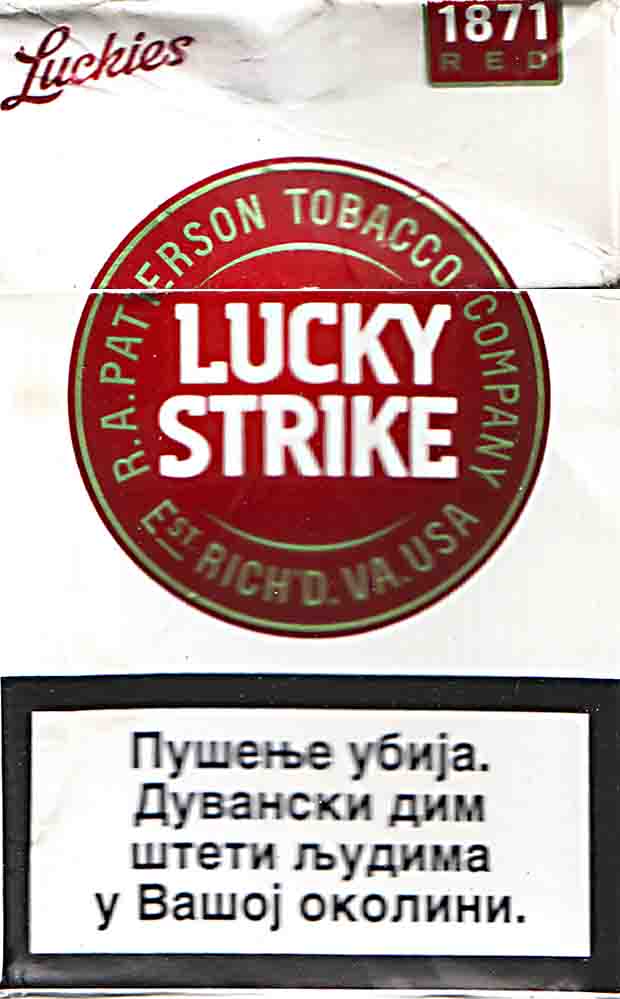 Luckies
1871
RED
R.A.PATTERSON TOBACCO COMPANY
LUCKY
STRIKE
EST. RICH'D. VA. USA
Пушење убија.
Дувански дим
штети људима
у Вашој околини.